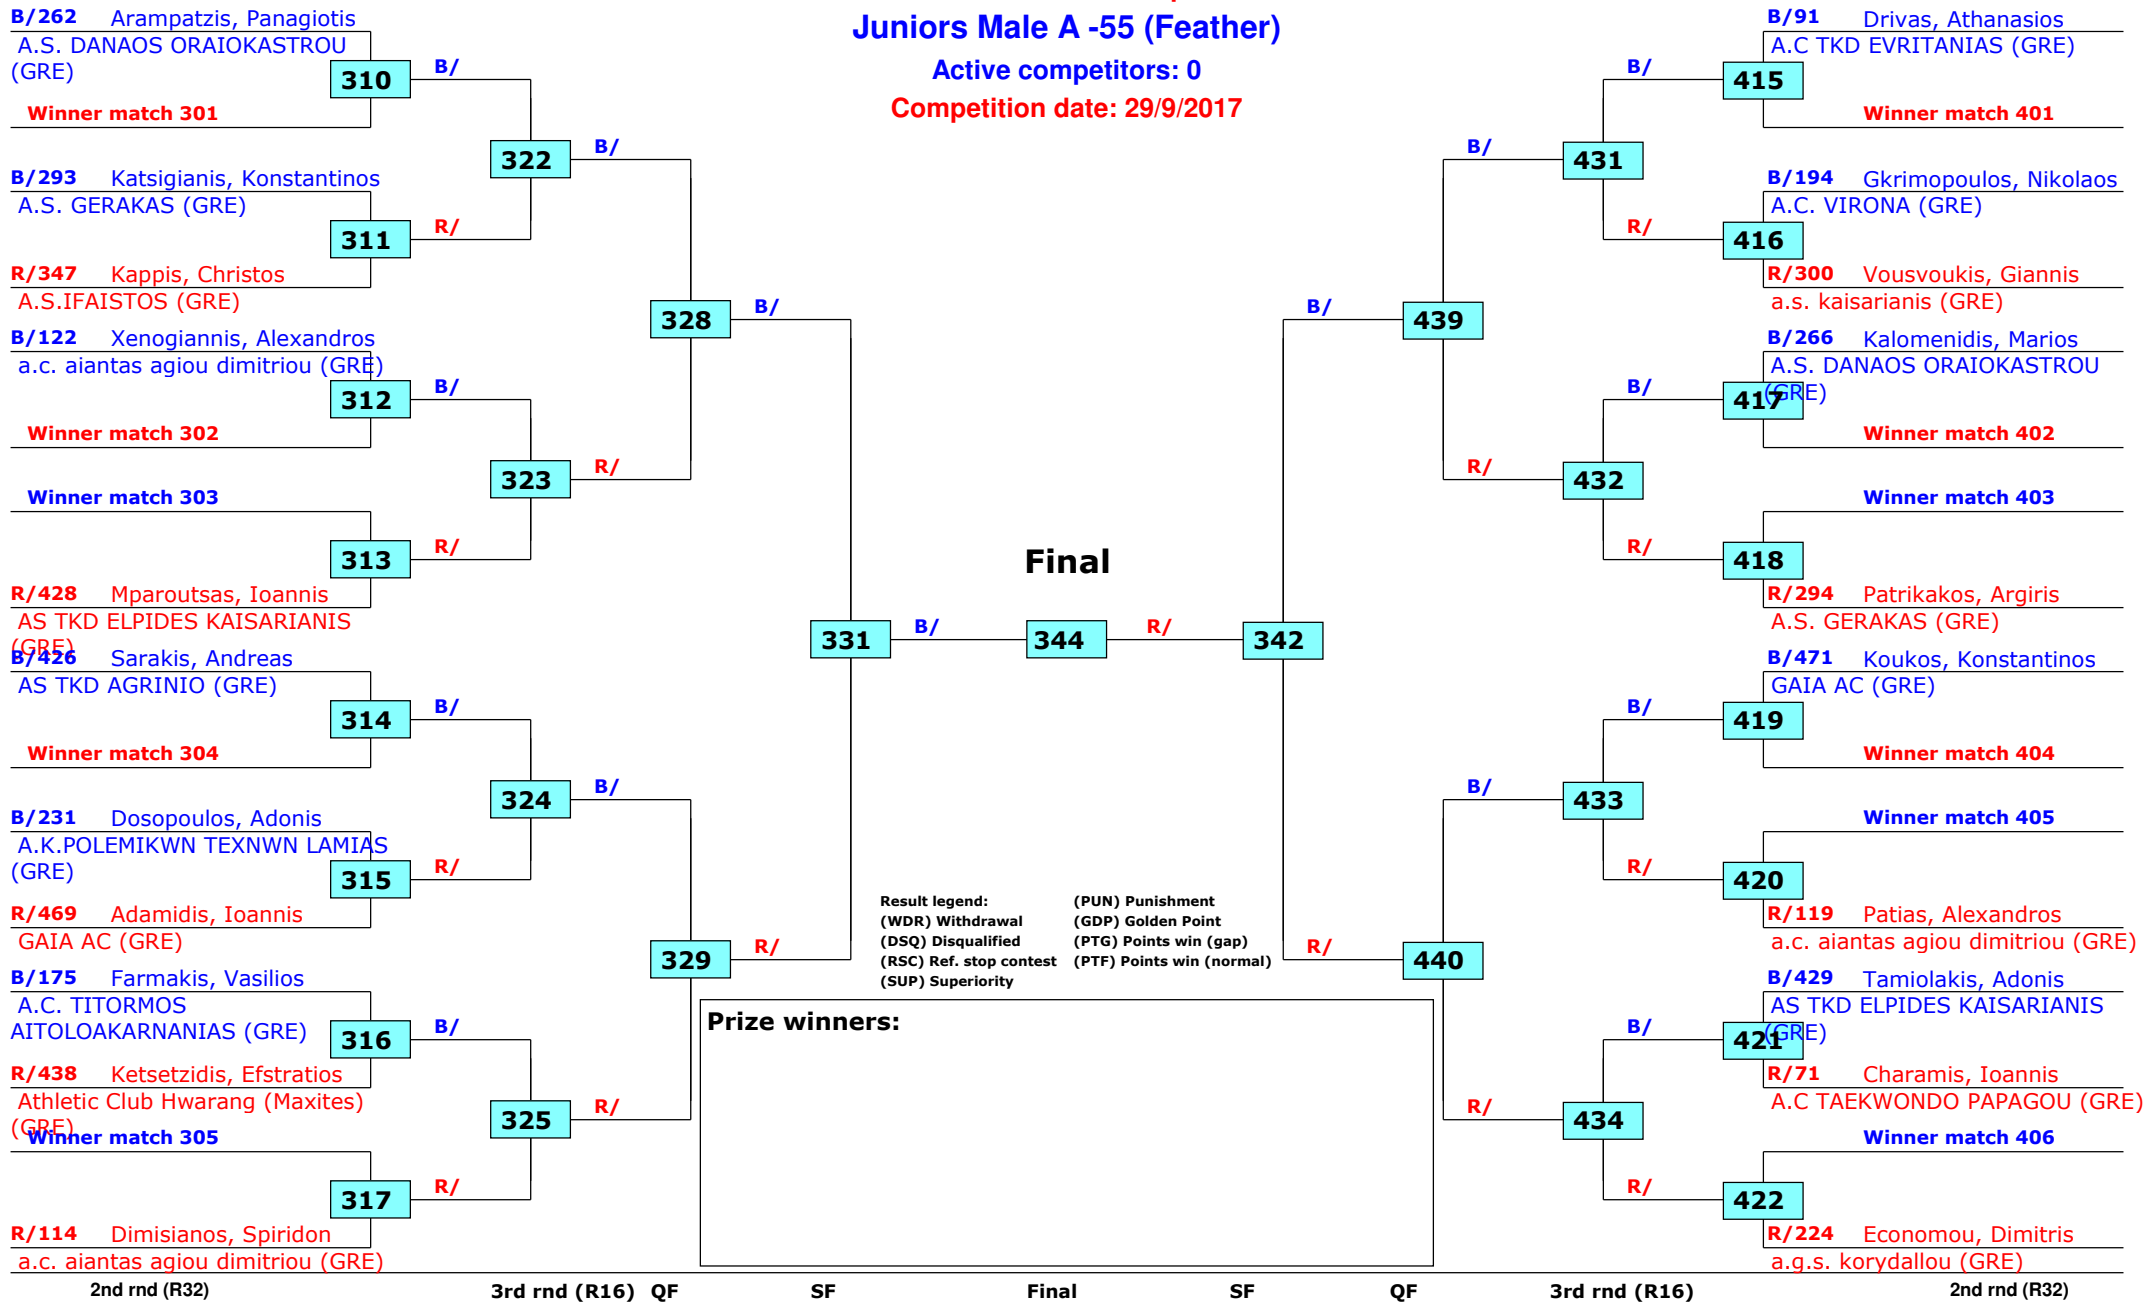 Juniors Male A -55 (Feather)
Active competitors: 0
Competition date: 29/9/2017
B/262 Arampatzis, Panagiotis
A.S. DANAOS ORAIOKASTROU
(GRE)
310
B/
Winner match 301
322
B/
B/293 Katsigianis, Konstantinos
A.S. GERAKAS (GRE)
311
R/
R/347 Kappis, Christos
A.S.IFAISTOS (GRE)
328
B/
B/122 Xenogiannis, Alexandros
a.c. aiantas agiou dimitriou (GRE)
312
B/
Winner match 302
323
R/
Winner match 303
313
R/
R/428 Mparoutsas, Ioannis
AS TKD ELPIDES KAISARIANIS
(GRE)
331
B/
B/426 Sarakis, Andreas
AS TKD AGRINIO (GRE)
314
B/
Winner match 304
324
B/
B/231 Dosopoulos, Adonis
A.K.POLEMIKWN TEXNWN LAMIAS
(GRE)
315
R/
R/469 Adamidis, Ioannis
GAIA AC (GRE)
329
R/
B/175 Farmakis, Vasilios
A.C. TITORMOS
AITOLOAKARNANIAS (GRE)
316
B/
R/438 Ketsetzidis, Efstratios
Athletic Club Hwarang (Maxites)
(GRE)
325
R/
Winner match 305
317
R/
R/114 Dimisianos, Spiridon
a.c. aiantas agiou dimitriou (GRE)
Final
344
R/
342
B/91 Drivas, Athanasios
A.C TKD EVRITANIAS (GRE)
B/
415
Winner match 401
B/
431
B/194 Gkrimopoulos, Nikolaos
A.C. VIRONA (GRE)
R/
416
R/300 Vousvoukis, Giannis
a.s. kaisarianis (GRE)
B/
439
B/266 Kalomenidis, Marios
A.S. DANAOS ORAIOKASTROU
(GRE)
B/
417
Winner match 402
R/
432
Winner match 403
R/
418
R/294 Patrikakos, Argiris
A.S. GERAKAS (GRE)
B/471 Koukos, Konstantinos
GAIA AC (GRE)
B/
419
Winner match 404
B/
433
Winner match 405
R/
420
R/119 Patias, Alexandros
a.c. aiantas agiou dimitriou (GRE)
R/
440
B/429 Tamiolakis, Adonis
AS TKD ELPIDES KAISARIANIS
(GRE)
B/
421
R/71 Charamis, Ioannis
A.C TAEKWONDO PAPAGOU (GRE)
R/
434
Winner match 406
R/
422
R/224 Economou, Dimitris
a.g.s. korydallou (GRE)
Result legend: (PUN) Punishment
(WDR) Withdrawal (GDP) Golden Point
(DSQ) Disqualified (PTG) Points win (gap)
(RSC) Ref. stop contest (PTF) Points win (normal)
(SUP) Superiority
Prize winners:
2nd rnd (R32) 3rd rnd (R16) QF SF Final SF QF 3rd rnd (R16) 2nd rnd (R32)